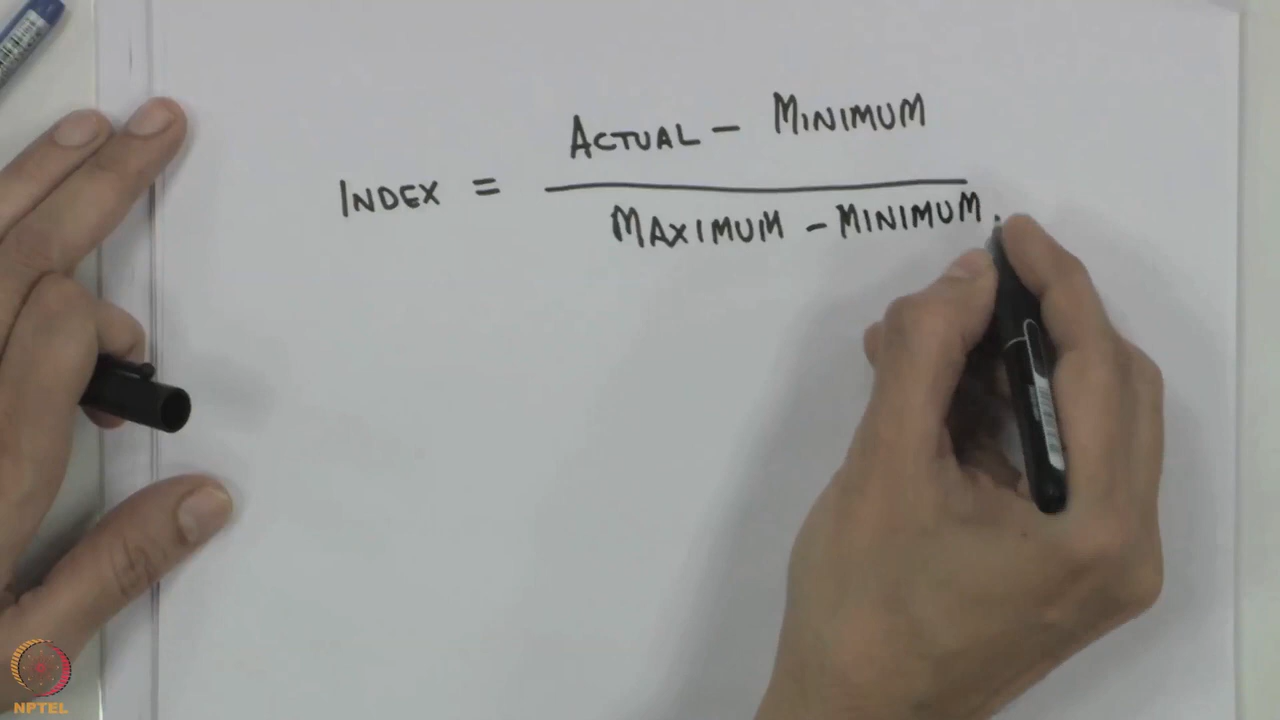 ACTUAL - MINIMUM
INDEX =
MAXIMUM - MINIMUM.
NPTEL